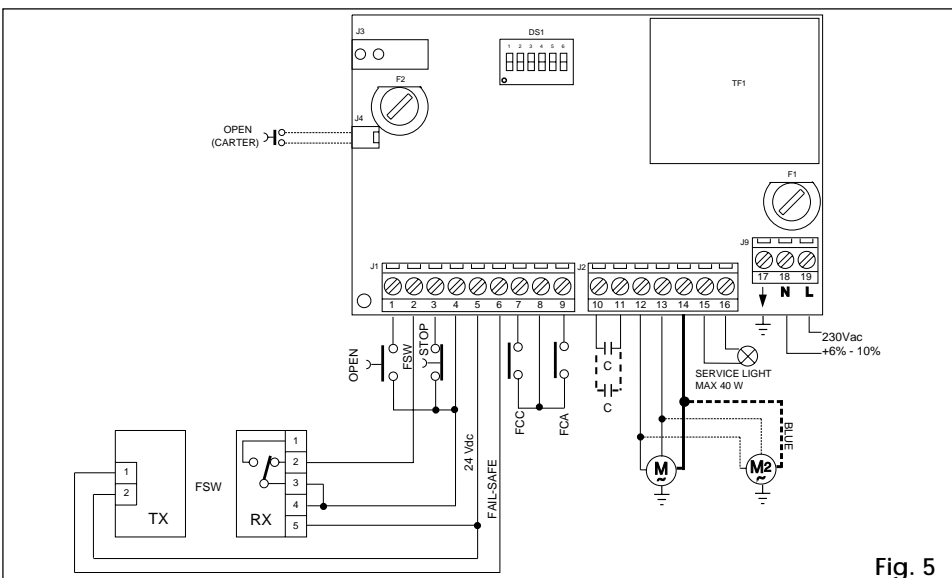 J3
DS1
1 2 3 4 5 6
TF1
F2
J4
OPEN
(CARTER)
F1
J9
J1
J2
17 18 19
1 2 3 4 5 6 7 8 9
10 11 12 13 14 15 16
N L
230Vac
+6% - 10%
OPEN
FSW
STOP
FCC
FCA
C
C
SERVICE LIGHT
MAX 40 W
BLUE
24 Vdc
FAIL-SAFE
M
~
M2
~
1
2
TX
FSW
RX
1
2
3
4
5
Fig. 5